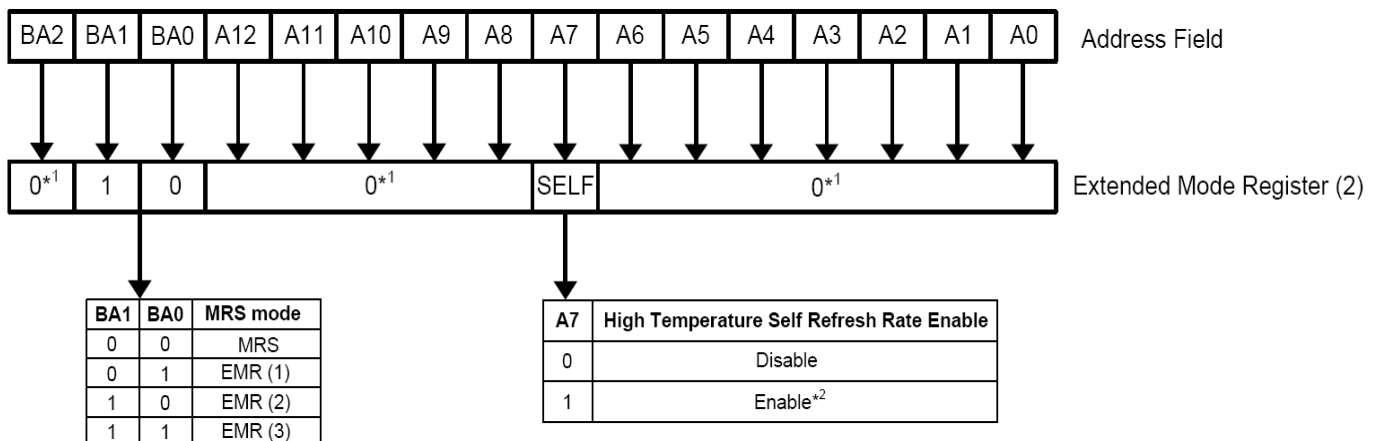 BA2 BA1 BA0 A12 A11 A10 A9 A8 A7 A6 A5 A4 A3 A2 A1 A0 Address Field
0*¹ 1 0 0*¹ SELF 0*¹ Extended Mode Register (2)
BA1 BA0 MRS mode
0 0 MRS
0 1 EMR (1)
1 0 EMR (2)
1 1 EMR (3)
A7 High Temperature Self Refresh Rate Enable
0 Disable
1 Enable*²